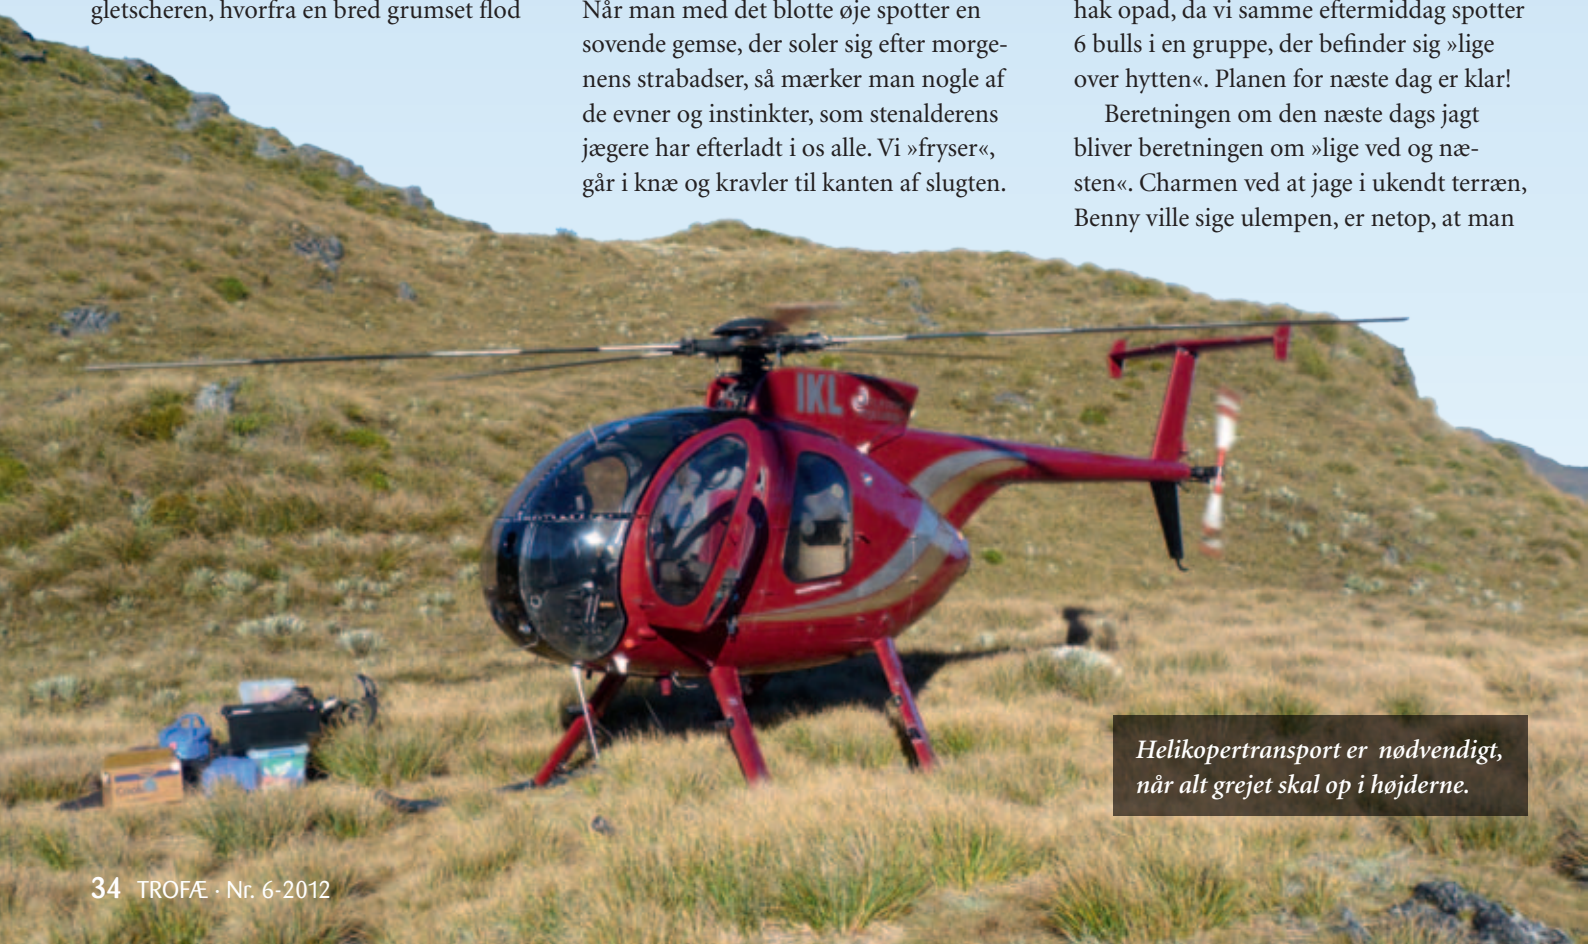 gletscheren, hvorfra en bred grumset flod
Når man med det blotte øje spotter en
sovende gemse, der soler sig efter morge-
nens strabadser, så mærker man nogle af
de evner og instinkter, som stenalderens
jægere har efterladt i os alle. Vi »fryser«,
går i knæ og kravler til kanten af slugten.
hak opad, da vi samme eftermiddag spotter
6 bulls i en gruppe, der befinder sig »lige
over hytten«. Planen for næste dag er klar!
Beretningen om den næste dags jagt
bliver beretningen om »lige ved og næ-
sten«. Charmen ved at jage i ukendt terræn,
Benny ville sige ulempen, er netop, at man
IKL
Helikopertransport er nødvendigt,
når alt grejet skal op i højderne.
34 TROFÆ · Nr. 6-2012